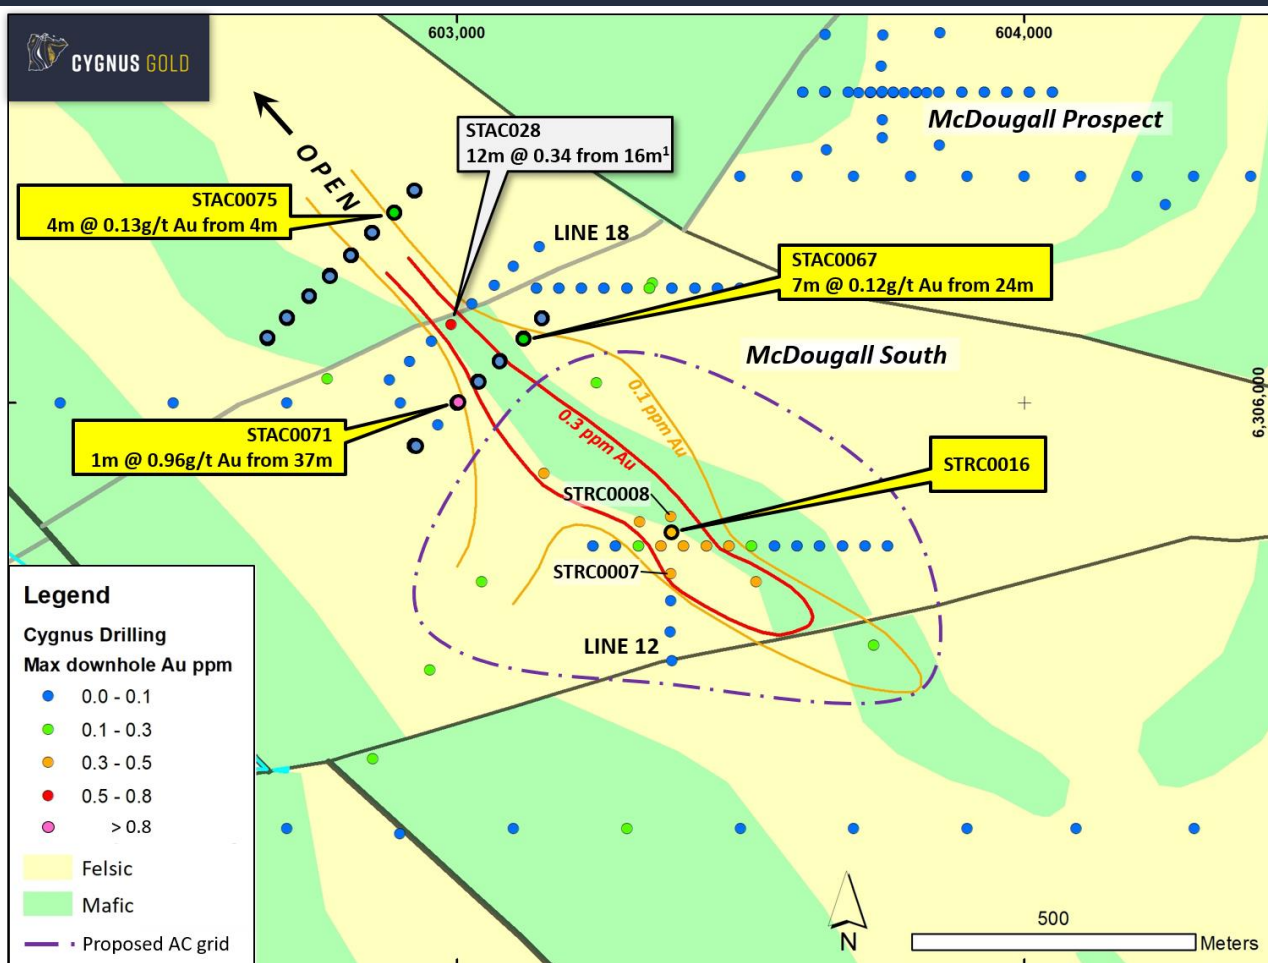 CYGNUS GOLD
603,000
604,000
McDougall Prospect
OPEN
STAC028
12m @ 0.34 from 16m¹
STAC0075
4m @ 0.13g/t Au from 4m
LINE 18
STAC0067
7m @ 0.12g/t Au from 24m
McDougall South
6,306,000
0.1 ppm Au
0.3 ppm Au
STAC0071
1m @ 0.96g/t Au from 37m
STRC0016
STRC0008
STRC0007
LINE 12
Legend
Cygnus Drilling
Max downhole Au ppm
0.0 - 0.1
0.1 - 0.3
0.3 - 0.5
0.5 - 0.8
> 0.8
Felsic
Mafic
Proposed AC grid
N
500
Meters